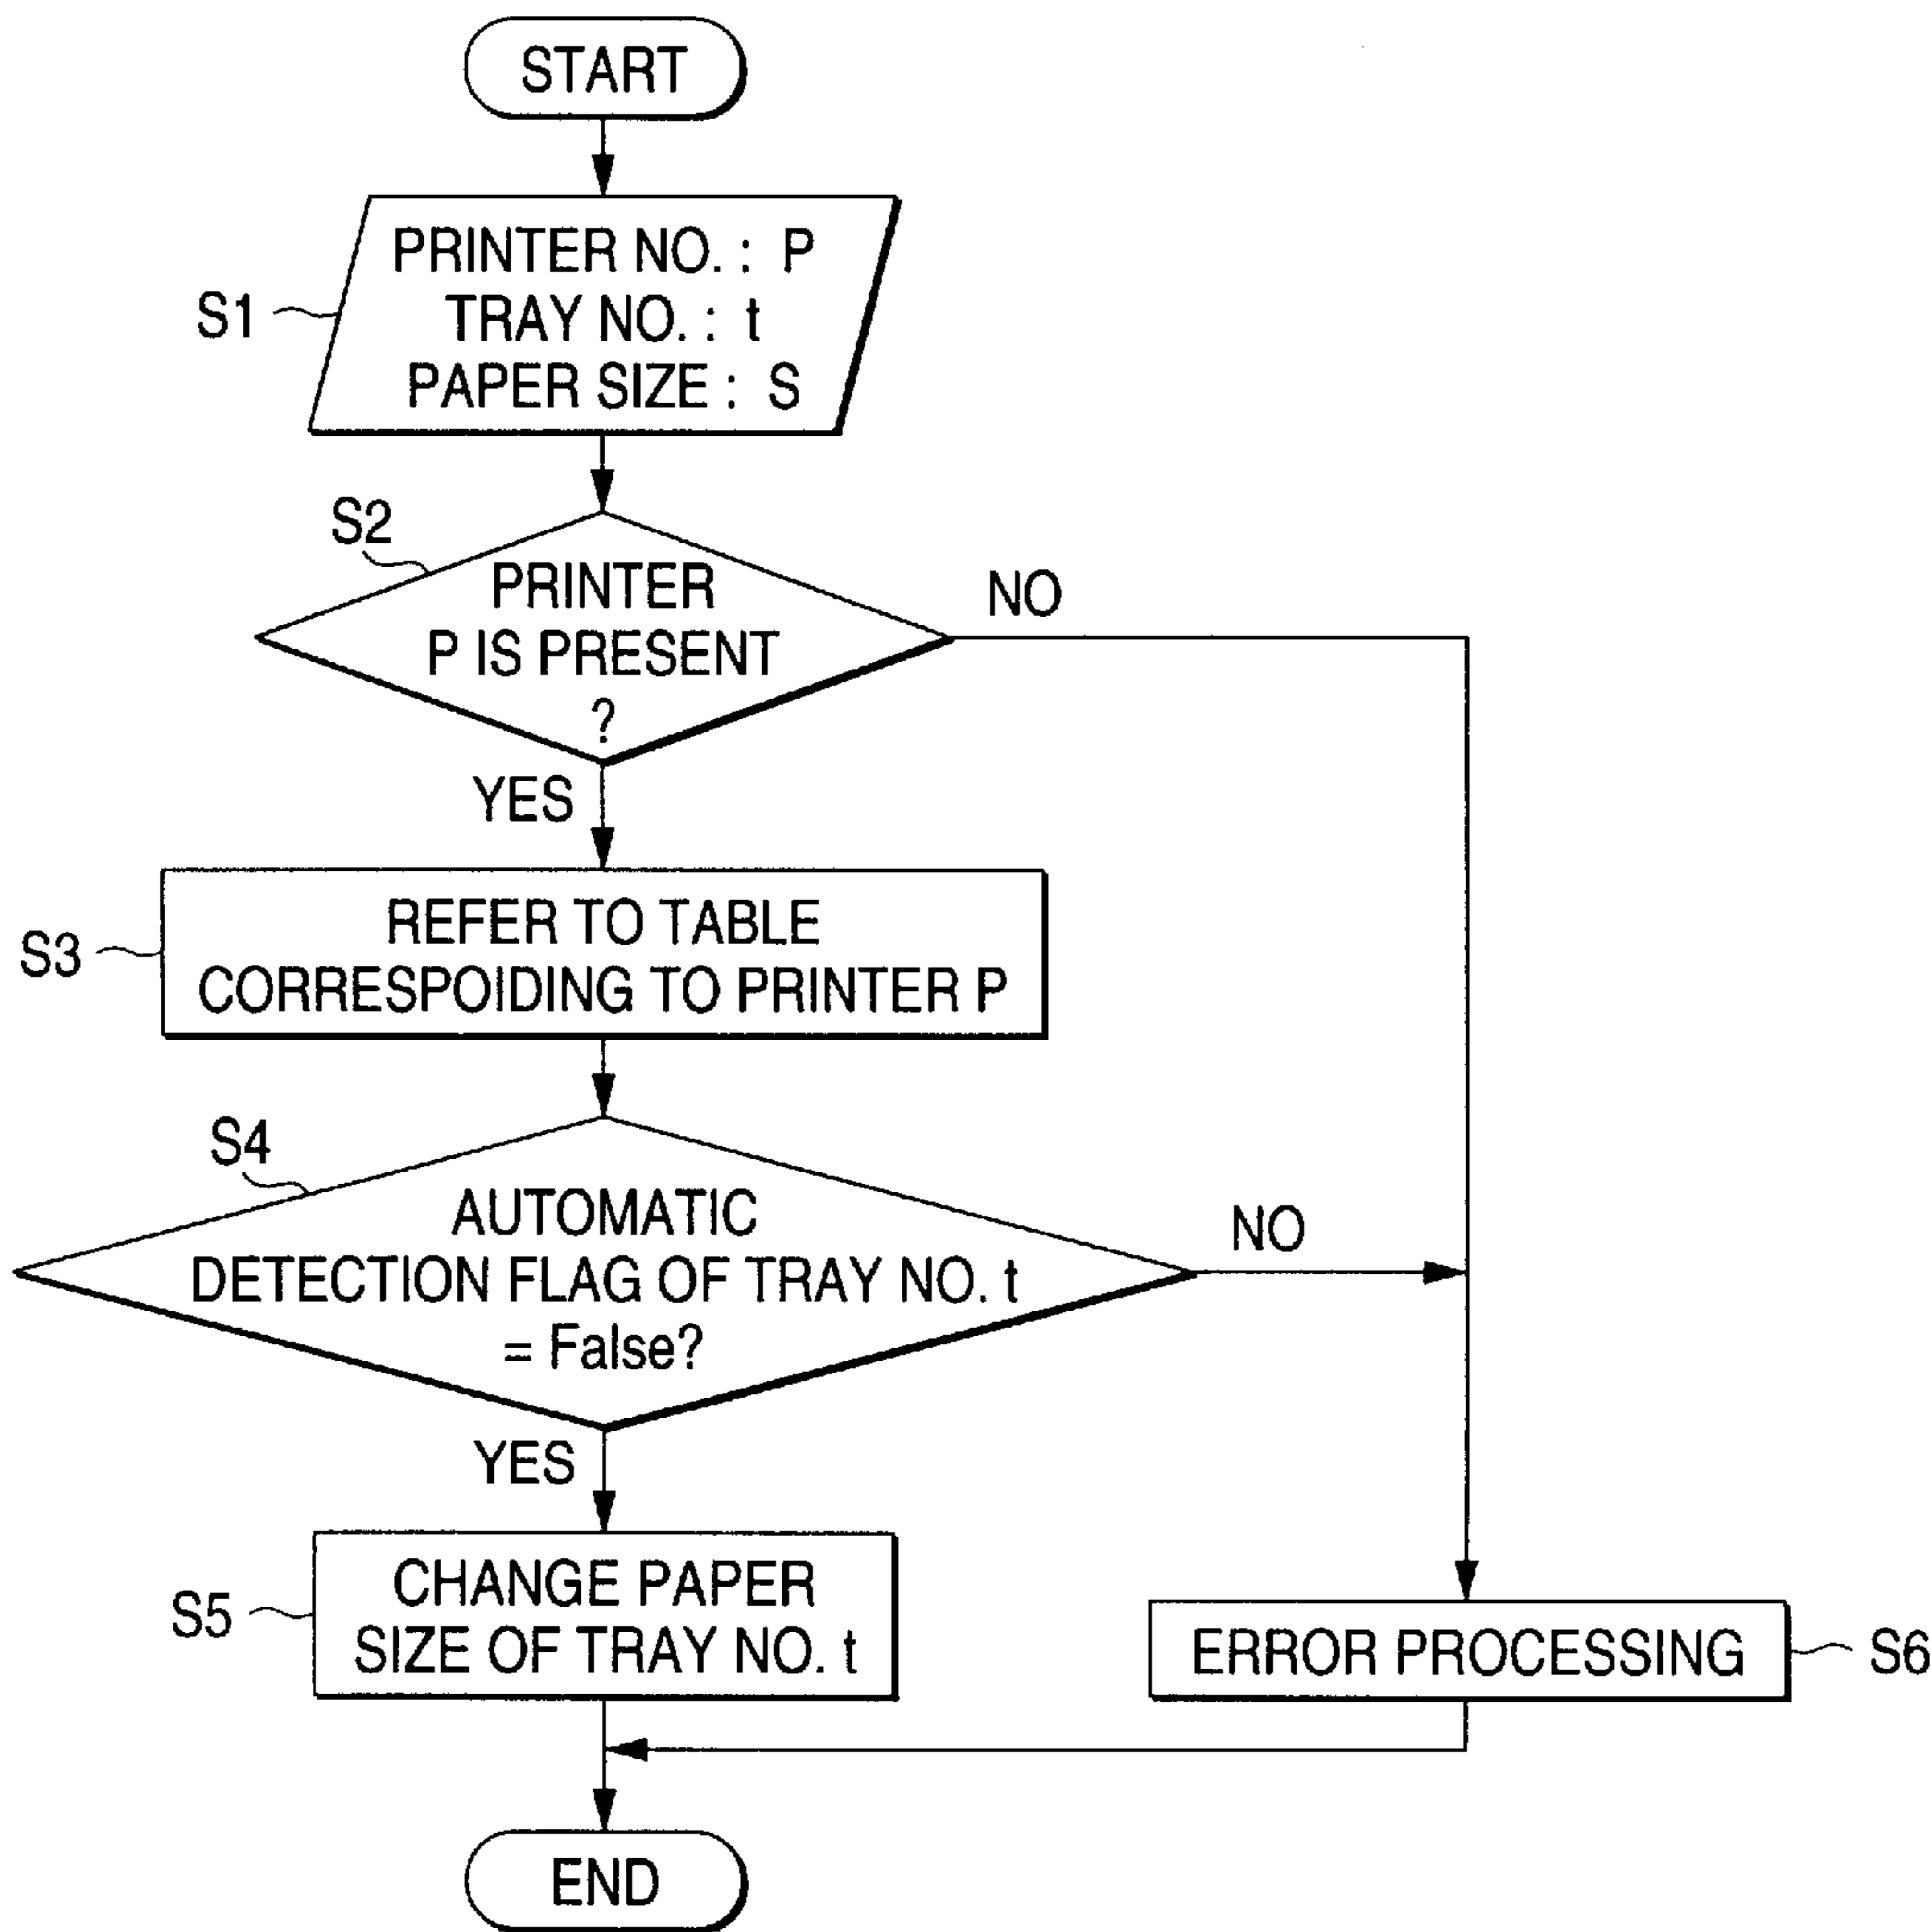 START
S1
PRINTER NO. : P
TRAY NO. : t
PAPER SIZE : S
S2
PRINTER
P IS PRESENT
?
NO
YES
S3
REFER TO TABLE
CORRESPOIDING TO PRINTER P
S4
AUTOMATIC
DETECTION FLAG OF TRAY NO. t
= False?
NO
YES
S5
CHANGE PAPER
SIZE OF TRAY NO. t
ERROR PROCESSING
S6
END